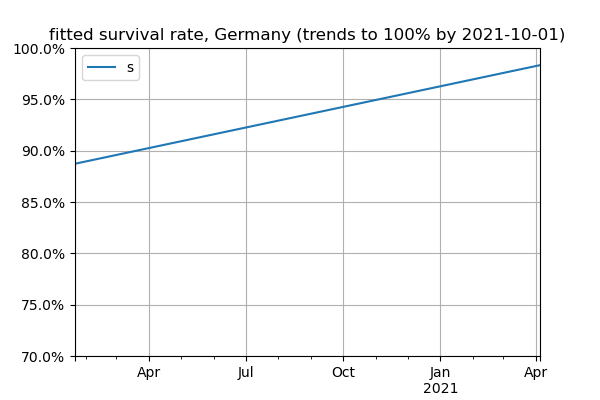 fitted survival rate, Germany (trends to 100% by 2021-10-01)
100.0%
s
95.0%
90.0%
85.0%
80.0%
75.0%
70.0%
Apr Jul Oct Jan Apr
2021